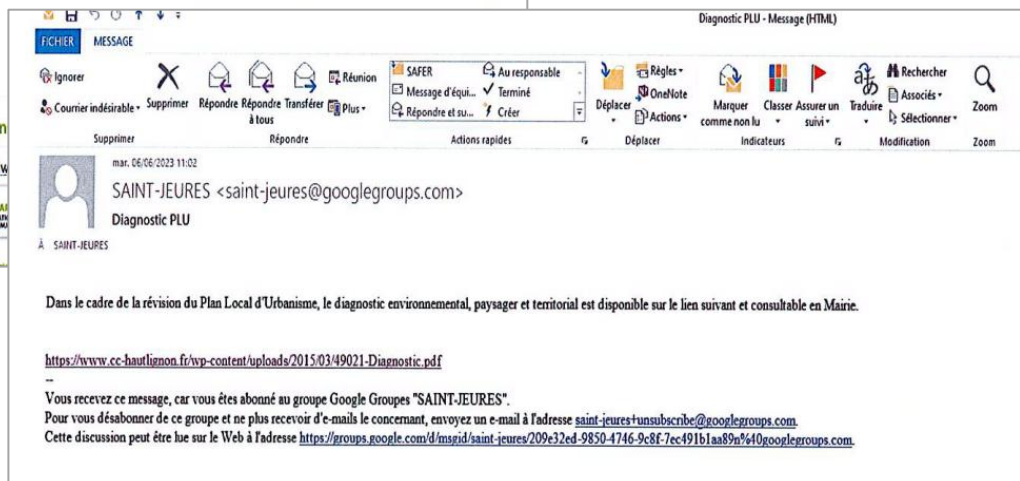 Diagnostic PLU - Message (HTML)
FICHIER MESSAGE
Ignorer
Courrier indésirable
Supprimer
Répondre
Répondre à tous
Transférer
Réunion
Plus
SAFER
Message d'équi...
Répondre et su...
Au responsable
Terminé
Créer
Déplacer
Règles
OneNote
Actions
Marquer comme non lu
Classer
Assurer un suivi
Traduire
Rechercher
Associés
Sélectionner
Zoom
Supprimer
Répondre
Actions rapides
Déplacer
Indicateurs
Modification
Zoom
mar. 06/06/2023 11:02
SAINT-JEURES <saint-jeures@googlegroups.com>
Diagnostic PLU
À SAINT-JEURES
Dans le cadre de la révision du Plan Local d'Urbanisme, le diagnostic environnemental, paysager et territorial est disponible sur le lien suivant et consultable en Mairie.
https://www.cc-hautlignon.fr/wp-content/uploads/2015/03/49021-Diagnostic.pdf
--
Vous recevez ce message, car vous êtes abonné au groupe Google Groupes "SAINT-JEURES".
Pour vous désabonner de ce groupe et ne plus recevoir d'e-mails le concernant, envoyez un e-mail à l'adresse saint-jeures+unsubscribe@googlegroups.com.
Cette discussion peut être lue sur le Web à l'adresse https://groups.google.com/d/msgid/saint-jeures/209e32ed-9850-4746-9c8f-7ec491b1aa89n%40googlegroups.com.